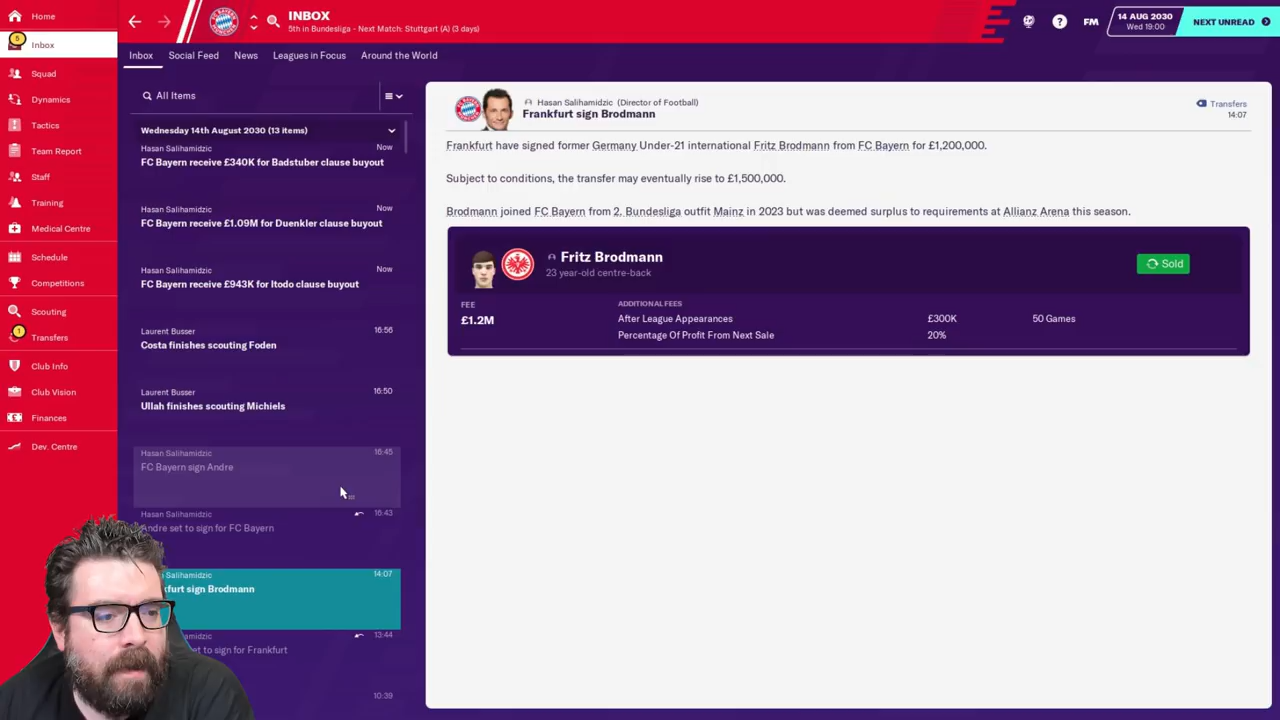 Home
Inbox
5
Squad
Dynamics
Tactics
Team Report
Staff
Training
Medical Centre
Schedule
Competitions
Scouting
Transfers
1
Club Info
Club Vision
Finances
Dev. Centre
INBOX
5th in Bundesliga - Next Match: Stuttgart (A) (3 days)
FM
14 AUG 2030
Wed 19:00
NEXT UNREAD
Inbox
Social Feed
News
Leagues in Focus
Around the World
All Items
Wednesday 14th August 2030 (13 items)
Hasan Salihamidzic
Now
FC Bayern receive £340K for Badstuber clause buyout
Hasan Salihamidzic
Now
FC Bayern receive £1.09M for Duenkler clause buyout
Hasan Salihamidzic
Now
FC Bayern receive £943K for Itodo clause buyout
Laurent Busser
16:56
Costa finishes scouting Foden
Laurent Busser
16:50
Ullah finishes scouting Michiels
Hasan Salihamidzic
16:45
FC Bayern sign Andre
Hasan Salihamidzic
16:43
Andre set to sign for FC Bayern
Salihamidzic
14:07
sign Brodmann
13:44
set to sign for Frankfurt
10:39
Hasan Salihamidzic (Director of Football)
Frankfurt sign Brodmann
Transfers
14:07
Frankfurt have signed former Germany Under-21 international Fritz Brodmann from FC Bayern for £1,200,000.
Subject to conditions, the transfer may eventually rise to £1,500,000.
Brodmann joined FC Bayern from 2. Bundesliga outfit Mainz in 2023 but was deemed surplus to requirements at Allianz Arena this season.
Fritz Brodmann
23 year-old centre-back
Sold
FEE
£1.2M
ADDITIONAL FEES
After League Appearances
£300K
50 Games
Percentage Of Profit From Next Sale
20%